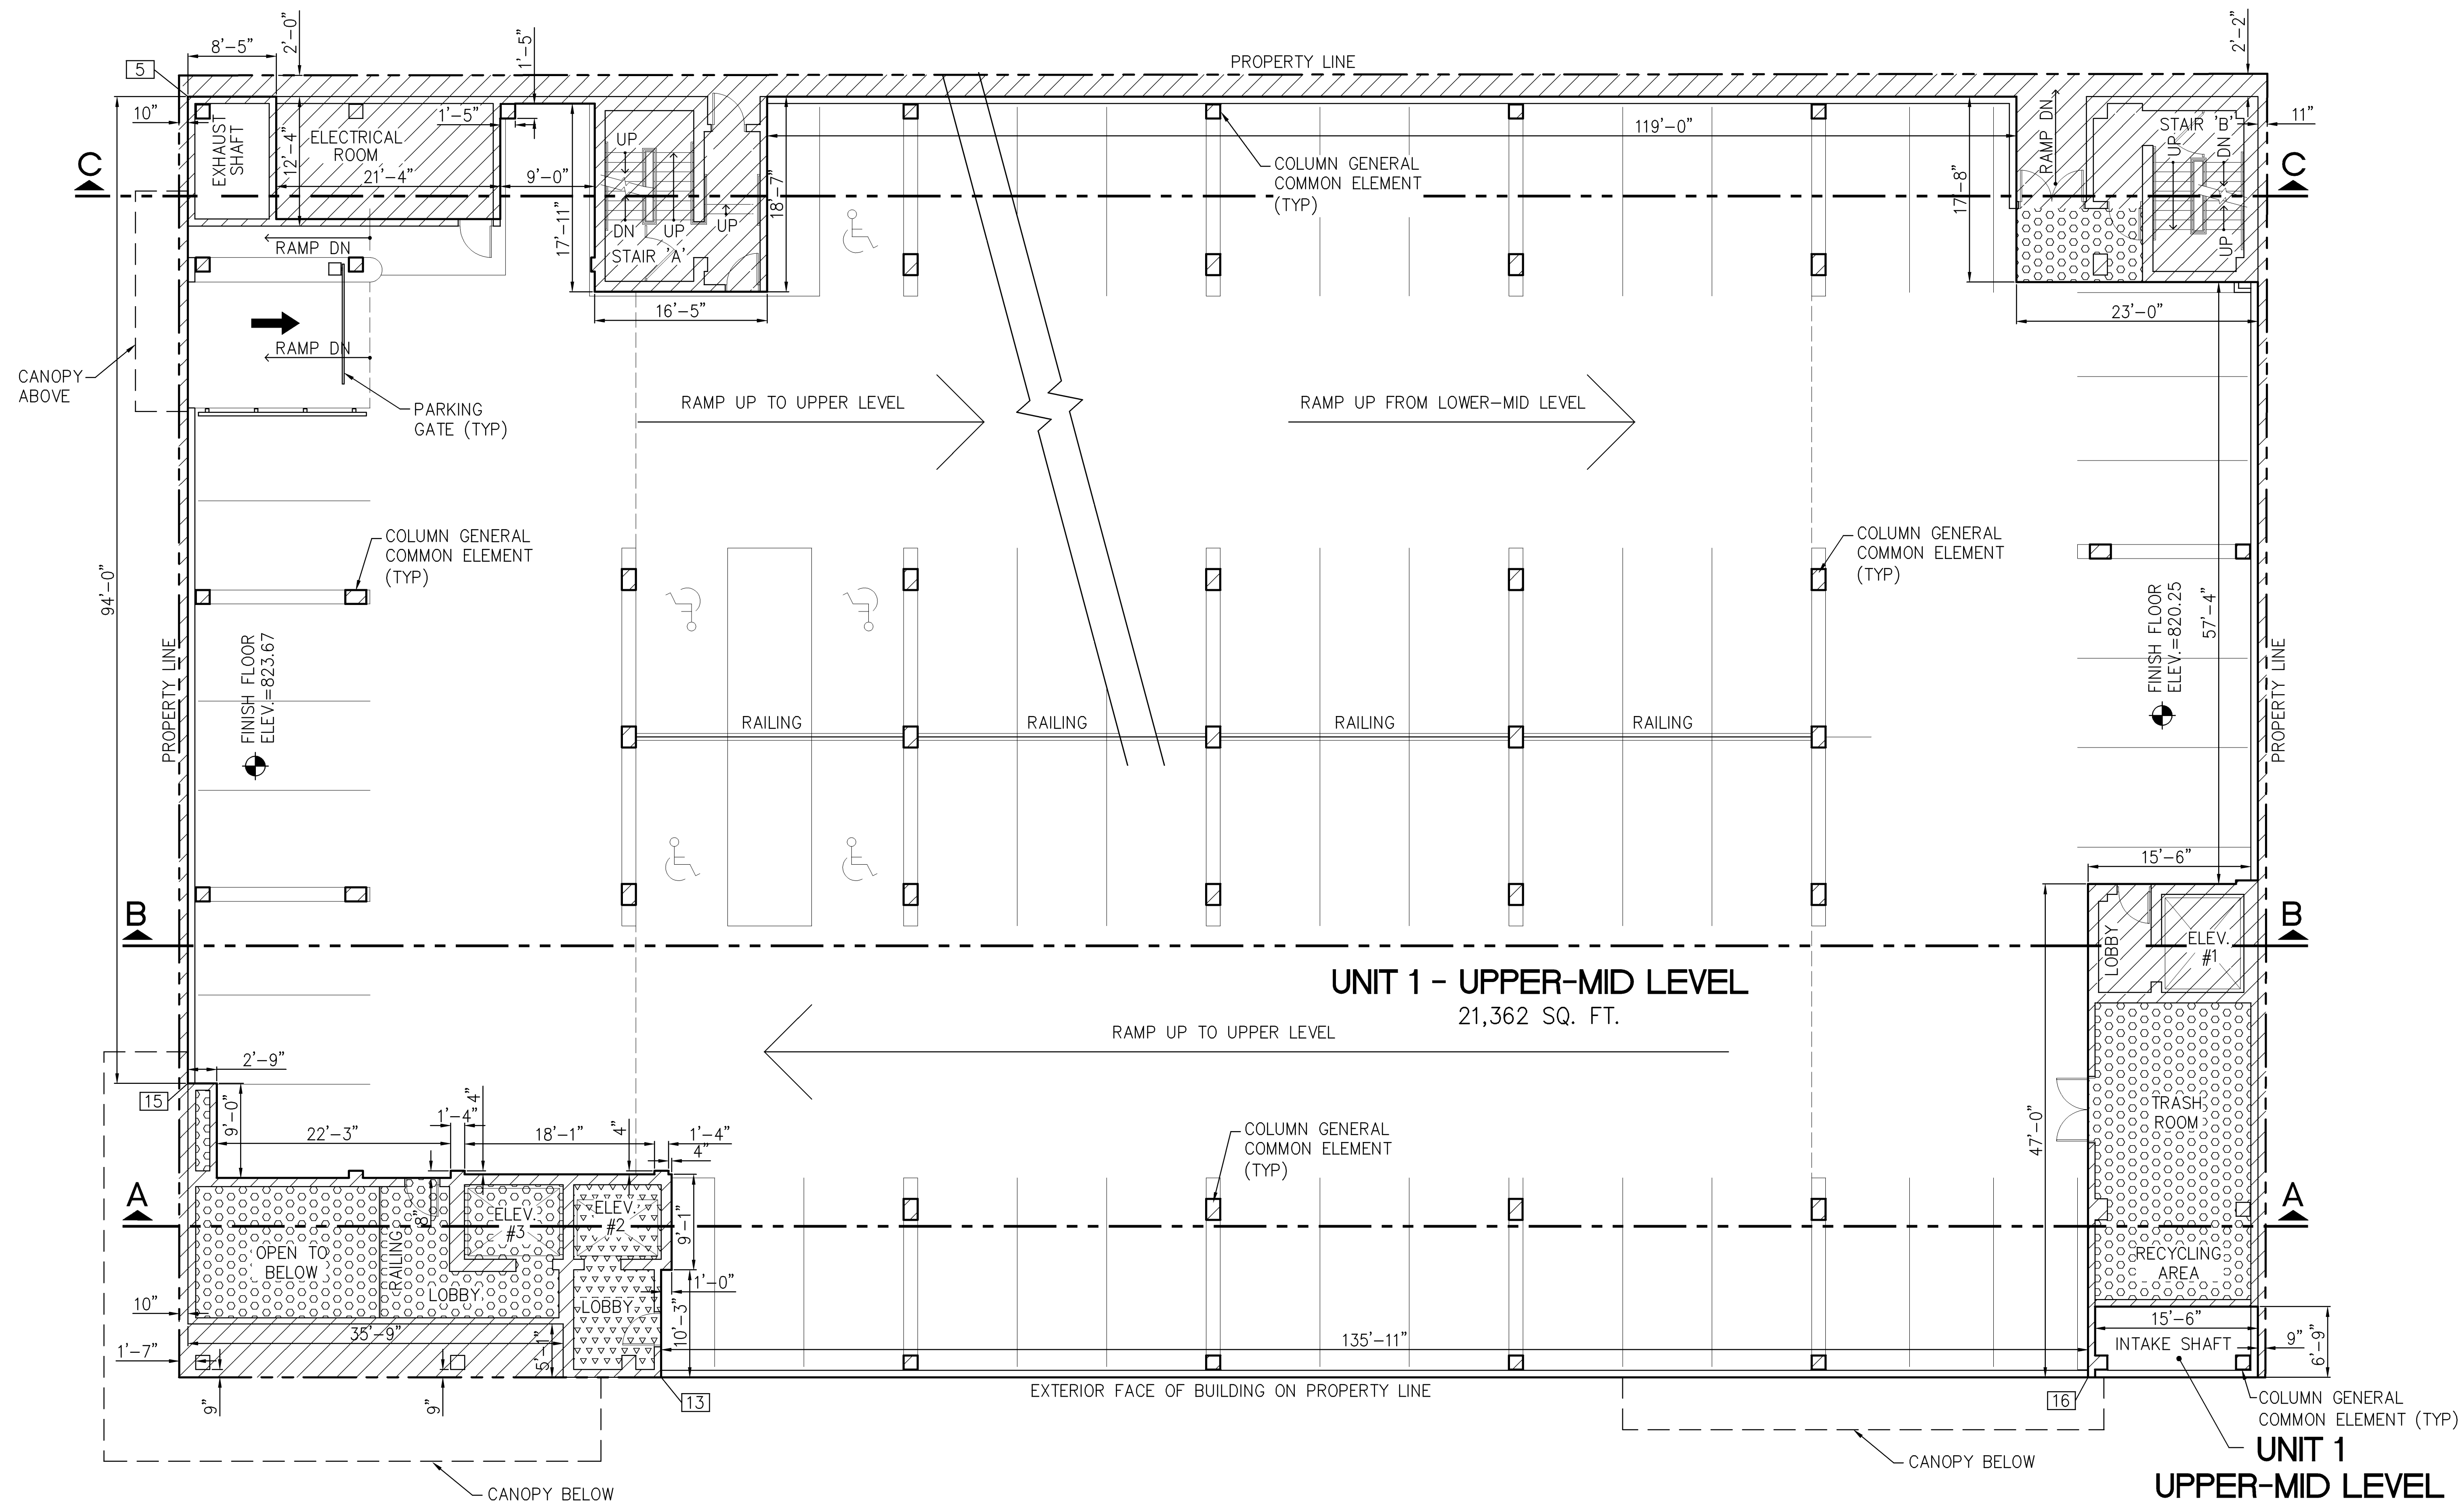 8'-5"
2'-0"
1'-5"
PROPERTY LINE
2'-2"
5
10"
EXHAUST
SHAFT
12'-4"
ELECTRICAL
ROOM
1'-5"
21'-4"
9'-0"
17'-11"
UP
DN
UP
UP
STAIR 'A'
18'-7"
16'-5"
119'-0"
COLUMN GENERAL
COMMON ELEMENT
(TYP)
17'-8"
RAMP DN
STAIR 'B'
UP
DN
UP
11"
23'-0"
C
C
RAMP DN
RAMP DN
CANOPY
ABOVE
PARKING
GATE (TYP)
RAMP UP TO UPPER LEVEL
RAMP UP FROM LOWER-MID LEVEL
COLUMN GENERAL
COMMON ELEMENT
(TYP)
COLUMN GENERAL
COMMON ELEMENT
(TYP)
94'-0"
PROPERTY LINE
FINISH FLOOR
ELEV.=823.67
FINISH FLOOR
ELEV.=820.25
57'-4"
PROPERTY LINE
RAILING
RAILING
RAILING
RAILING
15'-6"
B
B
LOBBY
ELEV.
#1
UNIT 1 - UPPER-MID LEVEL
21,362 SQ. FT.
RAMP UP TO UPPER LEVEL
2'-9"
15
9'-0"
22'-3"
1'-4"
4"
18'-1"
4"
1'-4"
4"
COLUMN GENERAL
COMMON ELEMENT
(TYP)
47'-0"
TRASH
ROOM
A
A
OPEN TO
BELOW
RAILING
8"
ELEV.
#3
ELEV.
#2
LOBBY
LOBBY
9'-1"
1'-0"
10'-3"
RECYCLING
AREA
10"
35'-9"
5'-1"
1'-7"
9"
9"
135'-11"
15'-6"
INTAKE SHAFT
9"
6'-9"
EXTERIOR FACE OF BUILDING ON PROPERTY LINE
13
16
COLUMN GENERAL
COMMON ELEMENT (TYP)
UNIT 1
UPPER-MID LEVEL
CANOPY BELOW
CANOPY BELOW